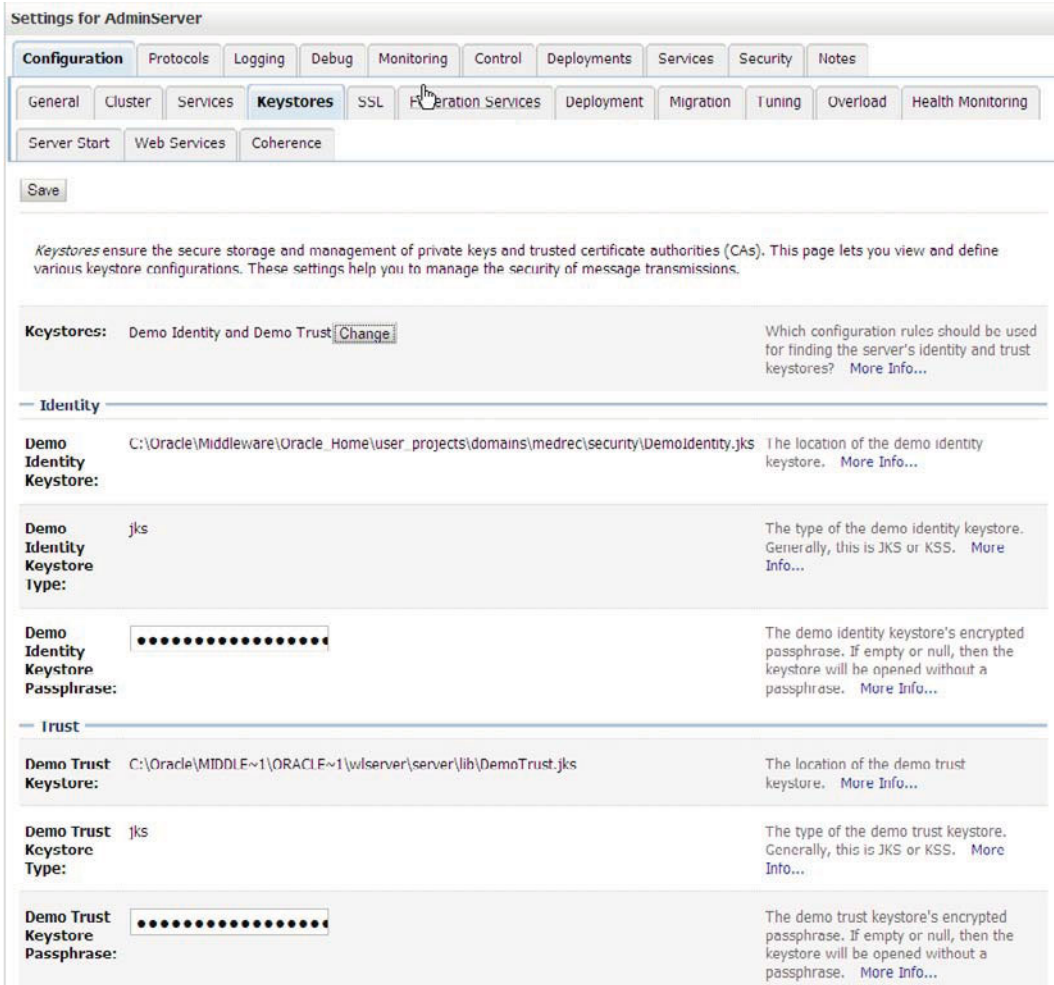 Settings for AdminServer
Configuration Protocols Logging Debug Monitoring Control Deployments Services Security Notes
General Cluster Services Keystores SSL Federation Services Deployment Migration Tuning Overload Health Monitoring
Server Start Web Services Coherence
Save
Keystores ensure the secure storage and management of private keys and trusted certificate authorities (CAs). This page lets you view and define
various keystore configurations. These settings help you to manage the security of message transmissions.
Keystores: Demo Identity and Demo Trust Change
Which configuration rules should be used
for finding the server's identity and trust
keystores? More Info...
Identity
Demo
Identity
Keystore:
C:\Oracle\Middleware\Oracle_Home\user_projects\domains\medrec\security\DemoIdentity.jks
The location of the demo identity
keystore. More Info...
Demo
Identity
Keystore
Type:
jks
The type of the demo identity keystore.
Generally, this is JKS or KSS. More
Info...
Demo
Identity
Keystore
Passphrase:
●●●●●●●●●●●●●●●●●
The demo identity keystore's encrypted
passphrase. If empty or null, then the
keystore will be opened without a
passphrase. More Info...
Trust
Demo Trust
Keystore:
C:\Oracle\MIDDLE~1\ORACLE~1\wlserver\server\lib\DemoTrust.jks
The location of the demo trust
keystore. More Info...
Demo Trust
Keystore
Type:
jks
The type of the demo trust keystore.
Generally, this is JKS or KSS. More
Info...
Demo Trust
Keystore
Passphrase:
●●●●●●●●●●●●●●●●●
The demo trust keystore's encrypted
passphrase. If empty or null, then the
keystore will be opened without a
passphrase. More Info...